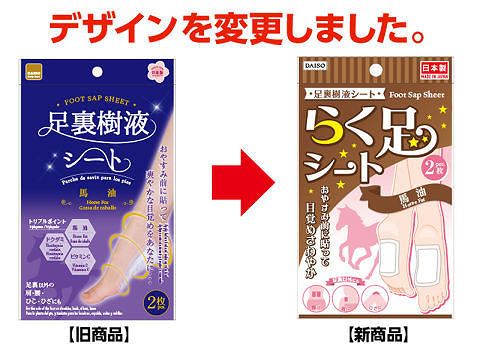 デザインを変更しました。
FOOT SAP SHEET
足裏樹液
シート
Parche de savia para los pies
馬油
Horse Fat
Grasa de caballo
おやすみ前に貼って
爽やかな目覚めをあなたに…
トリプルポイント
ドクダミ
馬油
ビタミンC
足裏以外の
肩・腰・
ひじ・ひざにも
2枚
【旧商品】
DAISO
日本製
MADE IN JAPAN
足裏樹液シート
Foot Sap Sheet
らく足
シート
2枚
pcs
馬油
Horse Fat
おやすみ前に貼って
目覚めさわやか
【新商品】